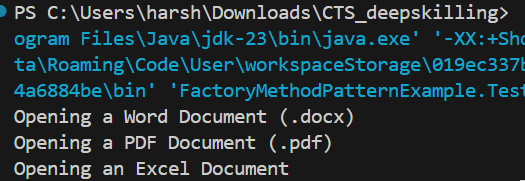 PS C:\Users\harsh\Downloads\CTS_deepskilling>
ogram Files\Java\jdk-23\bin\java.exe' '-XX:+Sho
ta\Roaming\Code\User\workspaceStorage\019ec337b
4a6884be\bin' 'FactoryMethodPatternExample.Test
Opening a Word Document (.docx)
Opening a PDF Document (.pdf)
Opening an Excel Document